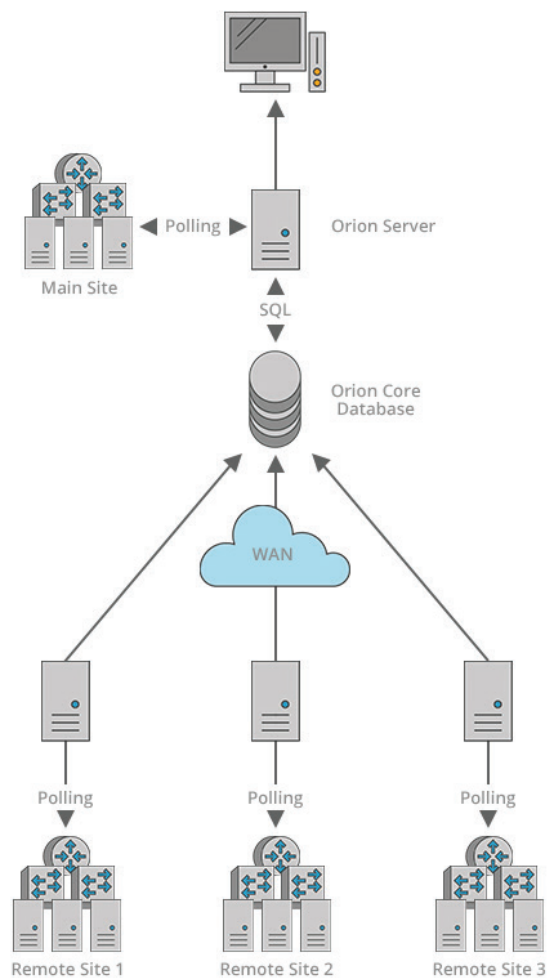 Polling
Orion Server
Main Site
SQL
Orion Core
Database
WAN
Polling
Polling
Polling
Remote Site 1
Remote Site 2
Remote Site 3